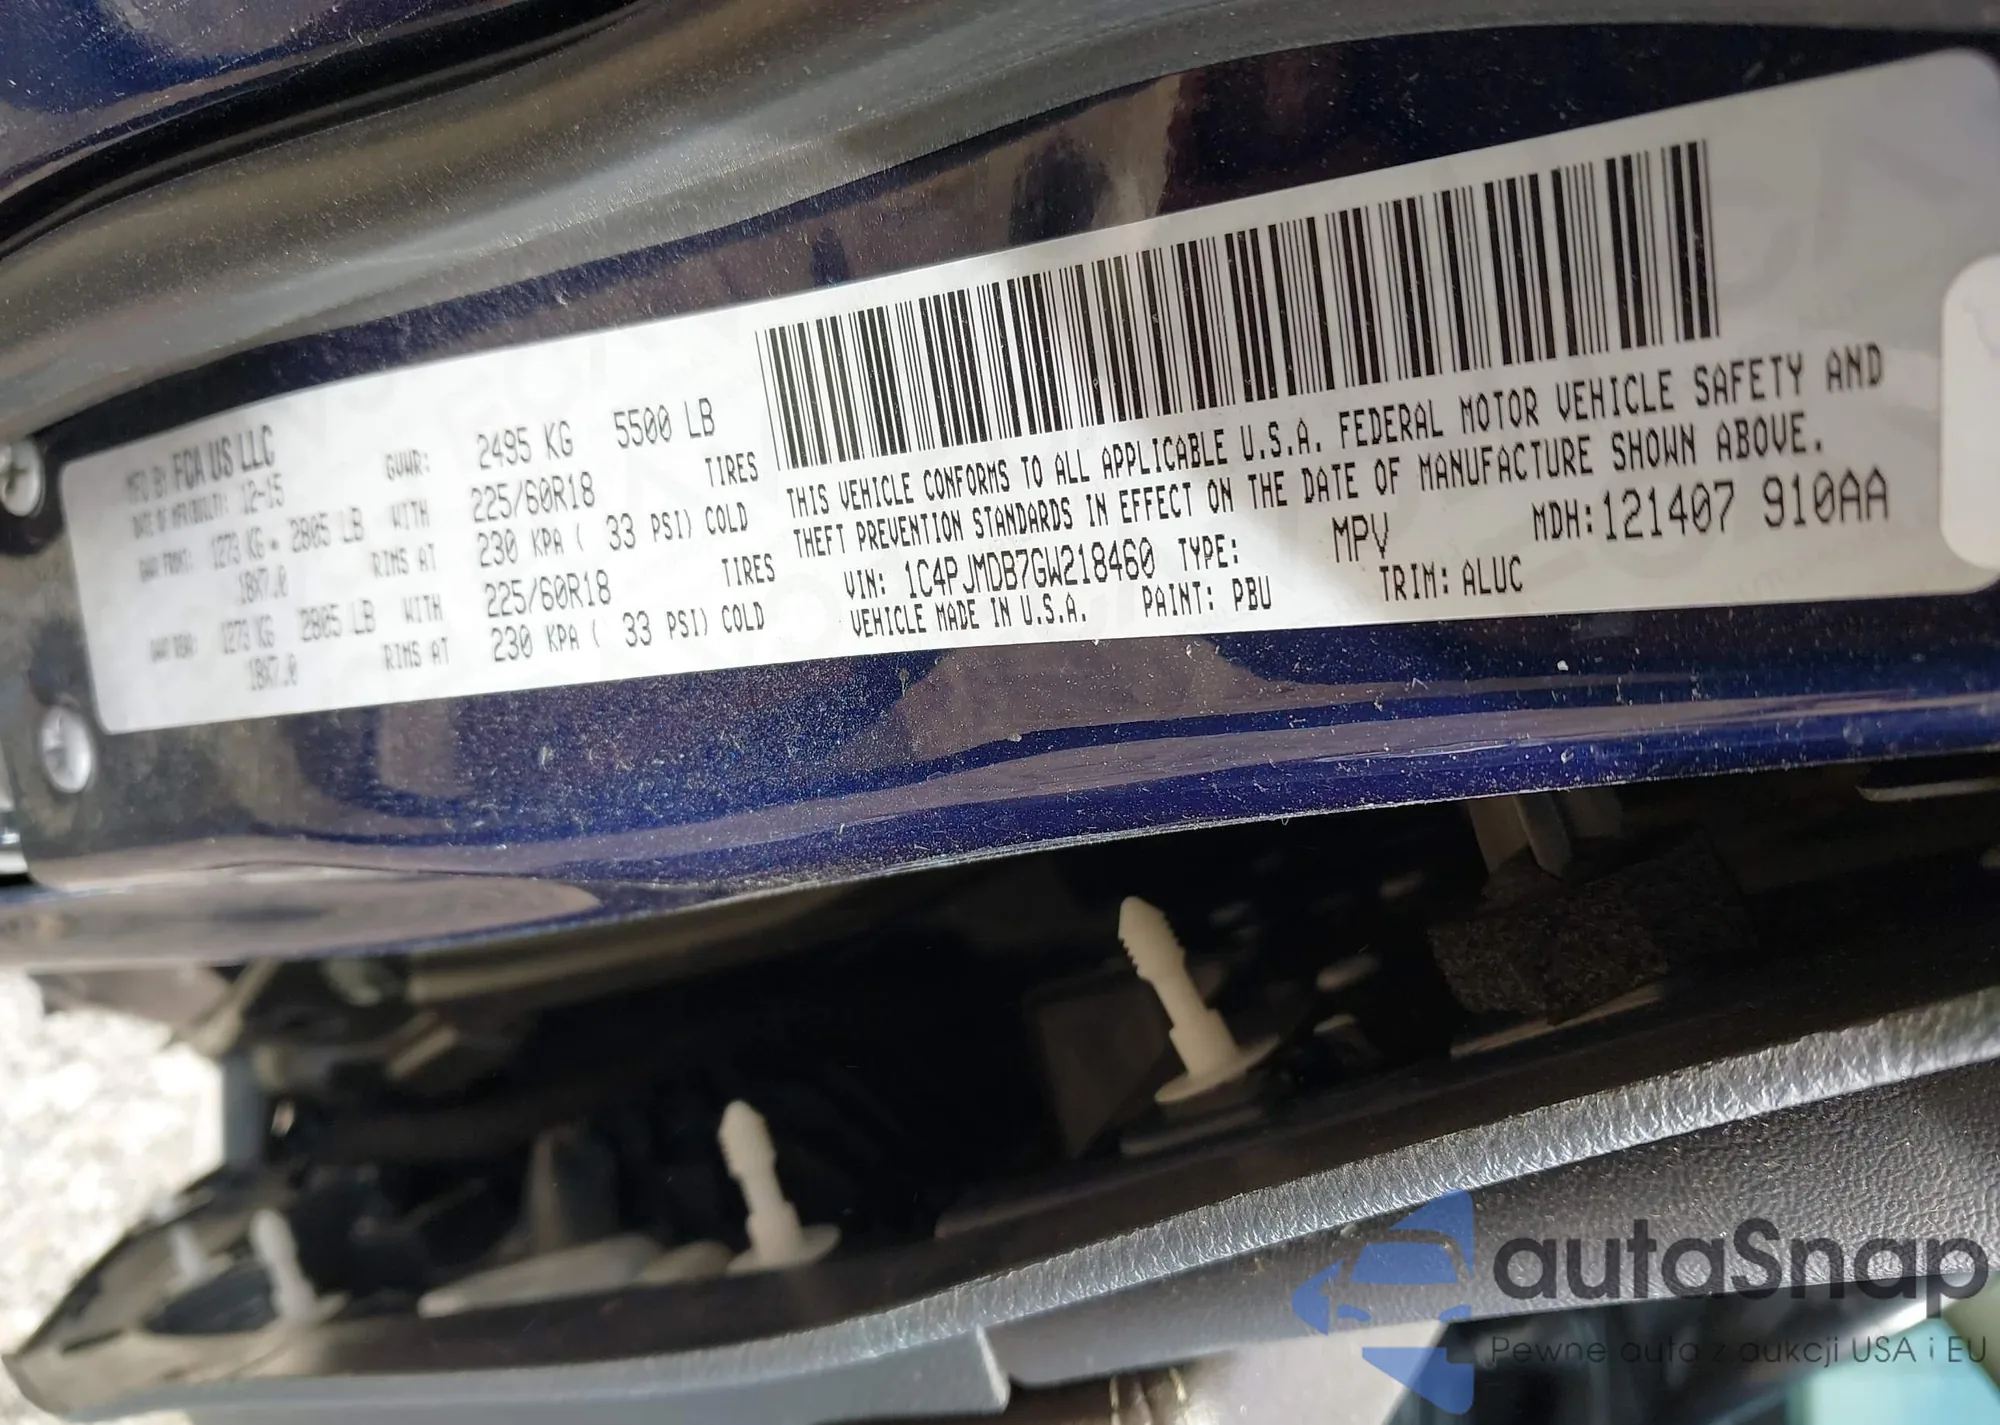 MFD BY FCA US LLC
DATE OF MFR(BUILT): 12-15 GVWR: 2495 KG 5500 LB
GAWR FRONT: 1273 KG 2805 LB WITH 225/60R18 TIRES
18X7.0 RIMS AT 230 KPA ( 33 PSI) COLD
GAWR REAR: 1273 KG 2805 LB WITH 225/60R18 TIRES
18X7.0 RIMS AT 230 KPA ( 33 PSI) COLD
THIS VEHICLE CONFORMS TO ALL APPLICABLE U.S.A. FEDERAL MOTOR VEHICLE SAFETY AND
THEFT PREVENTION STANDARDS IN EFFECT ON THE DATE OF MANUFACTURE SHOWN ABOVE.
VIN: 1C4PJMDB7GW218460 TYPE: MPV MDH:121407 910AA
VEHICLE MADE IN U.S.A. PAINT: PBU TRIM: ALUC
autaSnap
Pewne auta z aukcji USA i EU